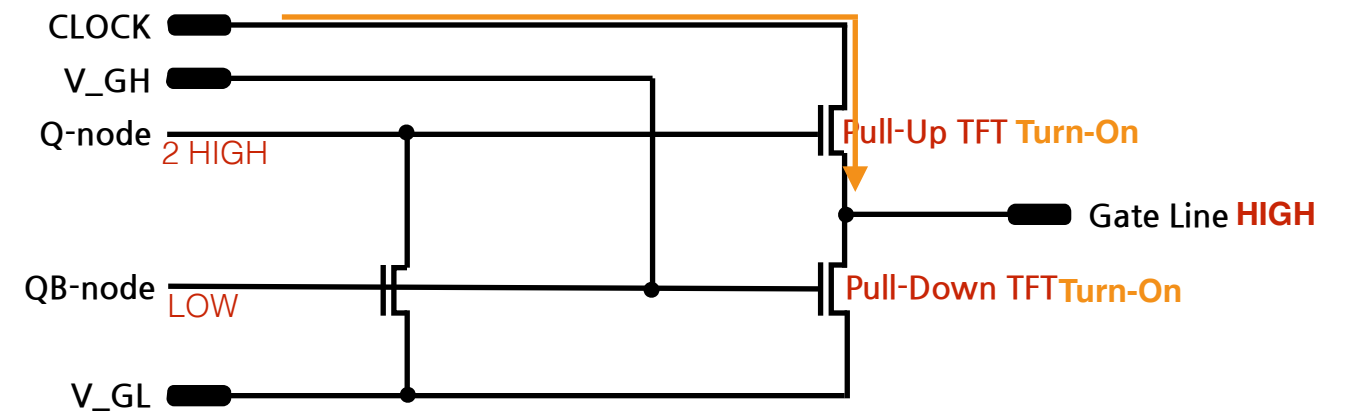 CLOCK
V_GH
Q-node
2 HIGH
Pull-Up TFT Turn-On
Gate Line HIGH
QB-node
LOW
Pull-Down TFT Turn-On
V_GL